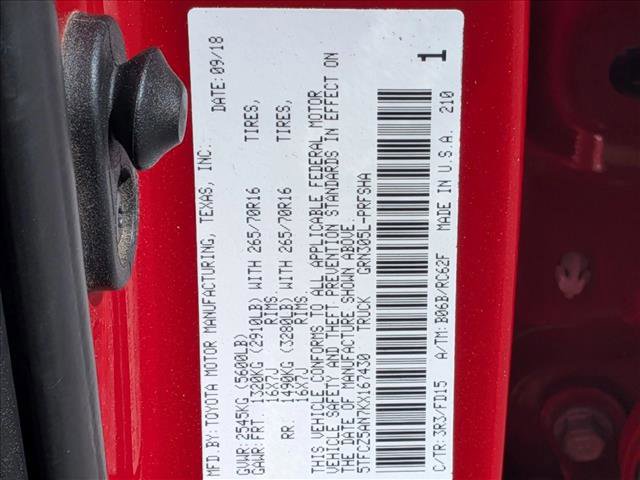 MFD.BY:TOYOTA MOTOR MANUFACTURING, TEXAS, INC. DATE:09/18
GVWR:2545KG(5600LB)
GAWR:FRT. 1320KG(2910LB) WITH 265/70R16 TIRES,
16X7J RIMS.
RR. 1490KG(3280LB) WITH 265/70R16 TIRES,
16X7J RIMS.
THIS VEHICLE CONFORMS TO ALL APPLICABLE FEDERAL MOTOR
VEHICLE SAFETY AND THEFT PREVENTION STANDARDS IN EFFECT ON
THE DATE OF MANUFACTURE SHOWN ABOVE.
5TFCZ5AN7KX167430 TRUCK GRN305L-PRFSHA
1
C/TR:3R3/FD15 A/TM:B06B/RC62F MADE IN U.S.A. 210